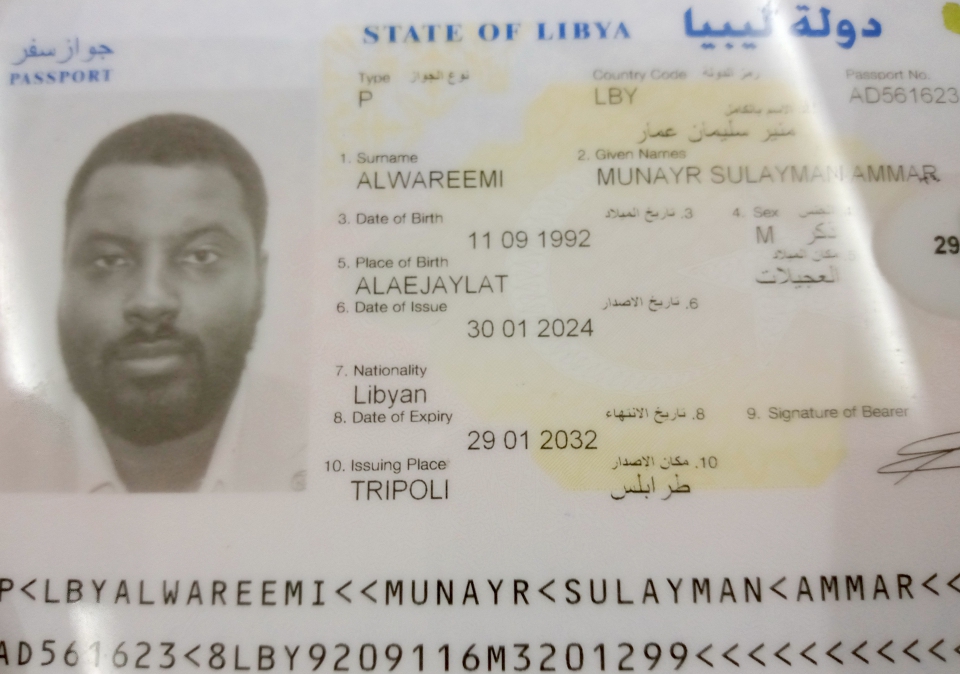 STATE OF LIBYA دولة ليبيا
جواز سفر
PASSPORT
Type نوع الجواز Country Code رمز الدولة Passport No.
P LBY AD561623
الاسم بالكامل
منير سليمان عمار
1. Surname 2. Given Names
ALWAREEMI MUNAYR SULAYMAN AMMAR
3. Date of Birth 3. تاريخ الميلاد 4. Sex
11 09 1992 M ذكر
5. Place of Birth مكان الميلاد
ALAEJAYLAT العجيلات
6. Date of Issue 6. تاريخ الاصدار
30 01 2024
7. Nationality
Libyan
8. Date of Expiry 8. تاريخ الانتهاء 9. Signature of Bearer
29 01 2032
10. Issuing Place 10. مكان الاصدار
TRIPOLI طرابلس
29
P<LBYALWAREEMI<<MUNAYR<SULAYMAN<AMMAR<<
AD561623<8LBY9209116M3201299<<<<<<<<<<